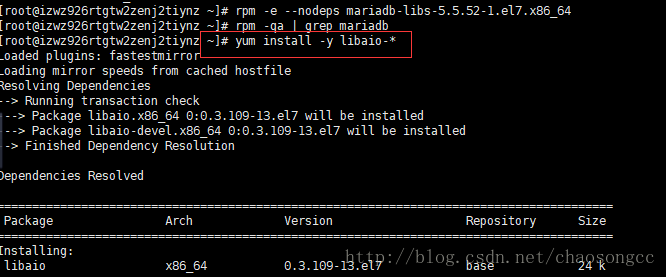 [root@izwz926rtgtw2zenj2tiynz ~]# rpm -e --nodeps mariadb-libs-5.5.52-1.el7.x86_64
[root@izwz926rtgtw2zenj2tiynz ~]# rpm -qa | grep mariadb
[root@izwz926rtgtw2zenj2tiynz ~]# yum install -y libaio-*
Loaded plugins: fastestmirror
Loading mirror speeds from cached hostfile
Resolving Dependencies
--> Running transaction check
---> Package libaio.x86_64 0:0.3.109-13.el7 will be installed
---> Package libaio-devel.x86_64 0:0.3.109-13.el7 will be installed
--> Finished Dependency Resolution
Dependencies Resolved
================================================================================
Package Arch Version Repository Size
================================================================================
Installing:
libaio x86_64 0.3.109-13.el7 base 24 k
http://blog.csdn.net/chaosongcc